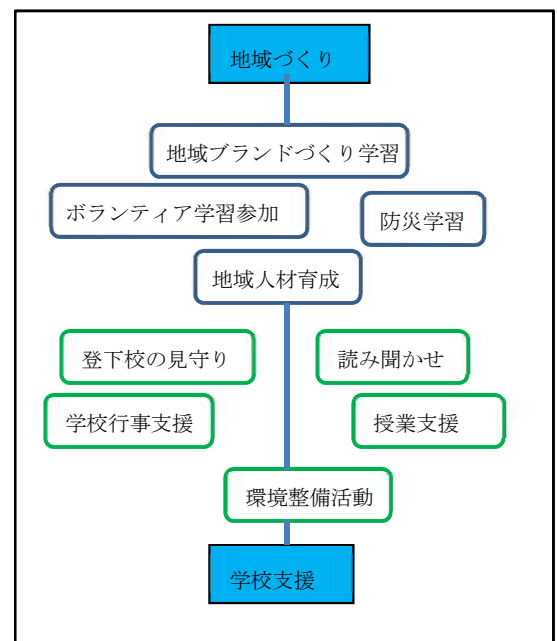 地域づくり
地域ブランドづくり学習
ボランティア学習参加
防災学習
地域人材育成
登下校の見守り
読み聞かせ
学校行事支援
授業支援
環境整備活動
学校支援